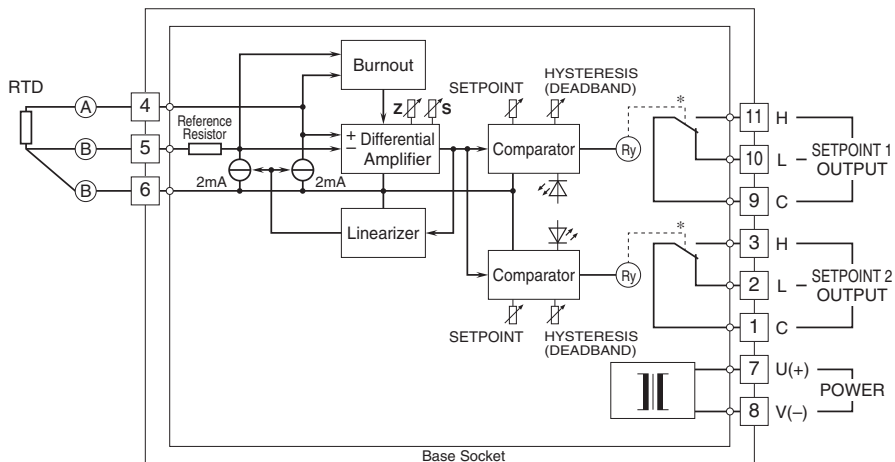 Burnout
RTD
SETPOINT
HYSTERESIS
(DEADBAND)
Z
S
*
A
4
11
H
Reference
Resistor
+
−
Differential
Amplifier
Comparator
Ry
SETPOINT 1
OUTPUT
B
5
10
L
2mA
2mA
B
6
9
C
Linearizer
*
3
H
Comparator
Ry
SETPOINT 2
OUTPUT
2
L
SETPOINT
HYSTERESIS
(DEADBAND)
1
C
7
U(+)
POWER
8
V(−)
Base Socket